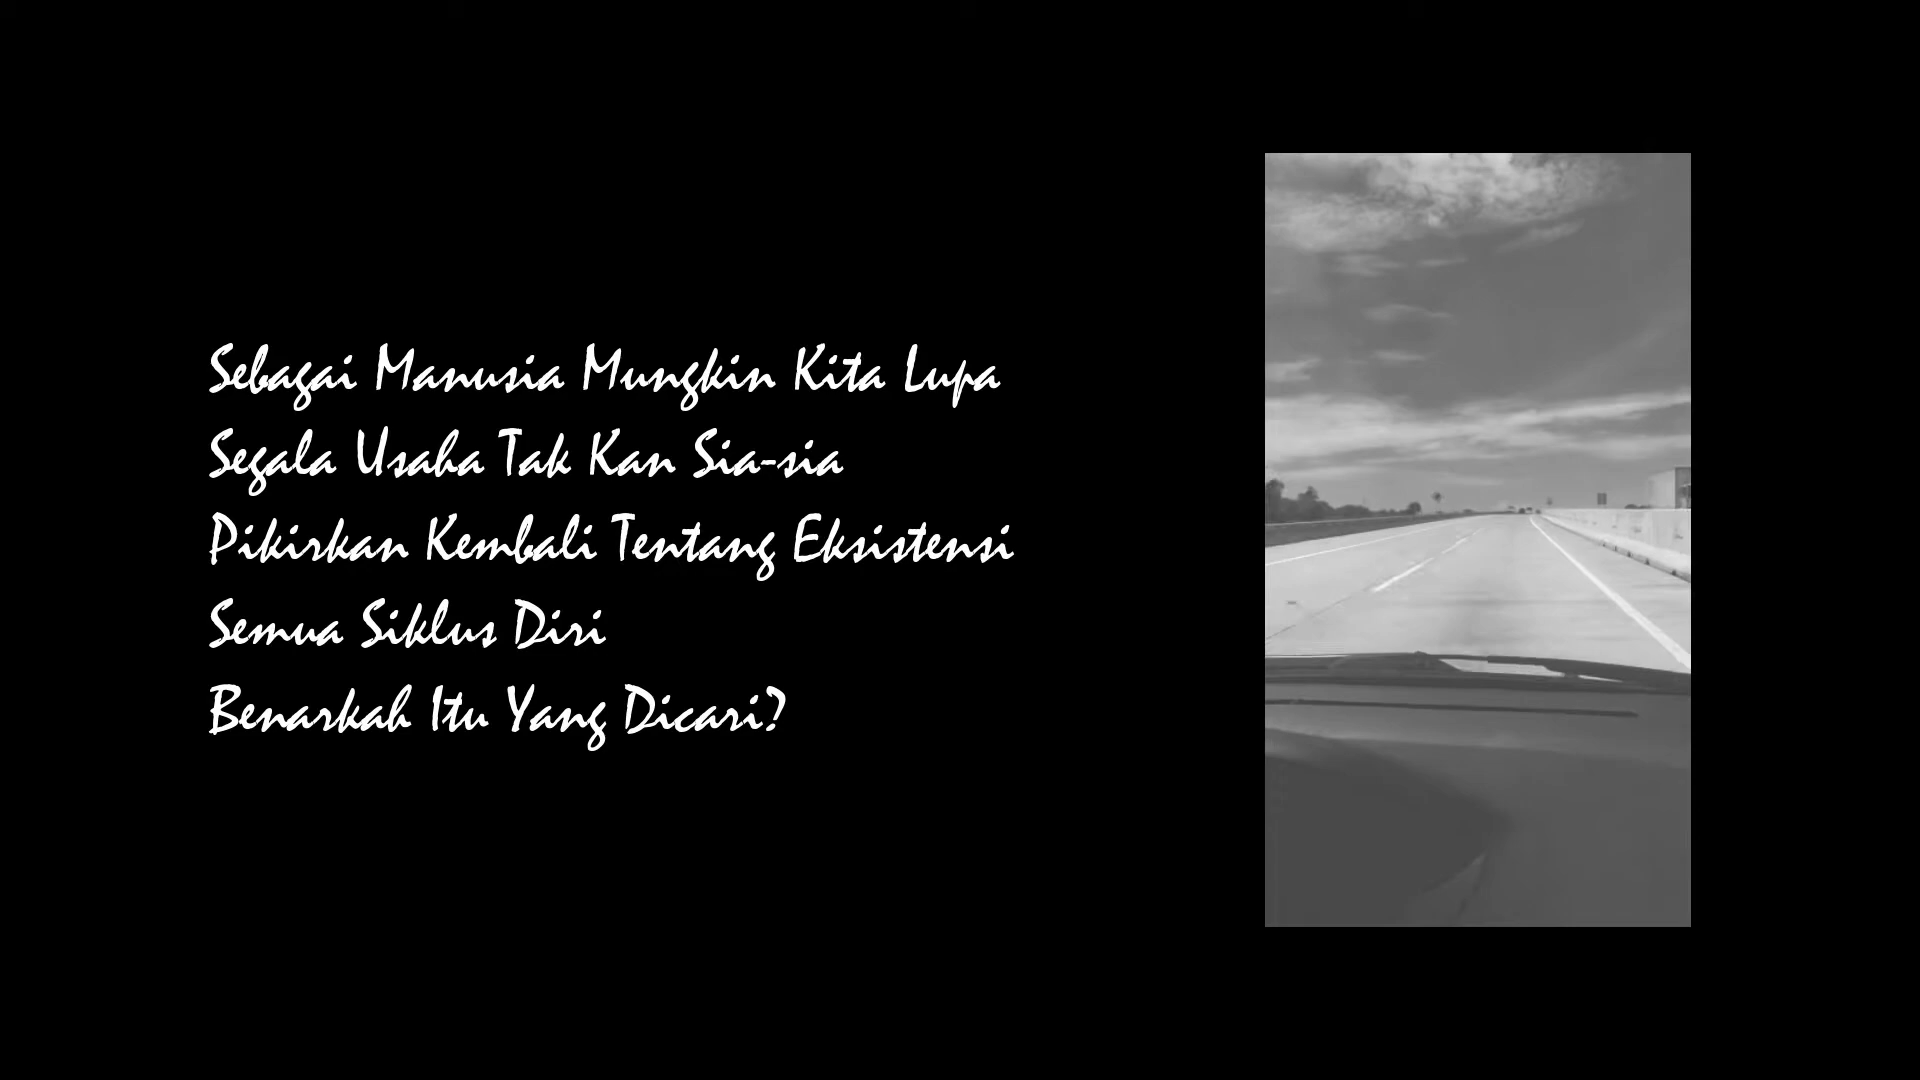 Sebagai Manusia Mungkin Kita Lupa
Segala Usaha Tak Kan Sia-sia
Pikirkan Kembali Tentang Eksistensi
Semua Siklus Diri
Benarkah Itu Yang Dicari?